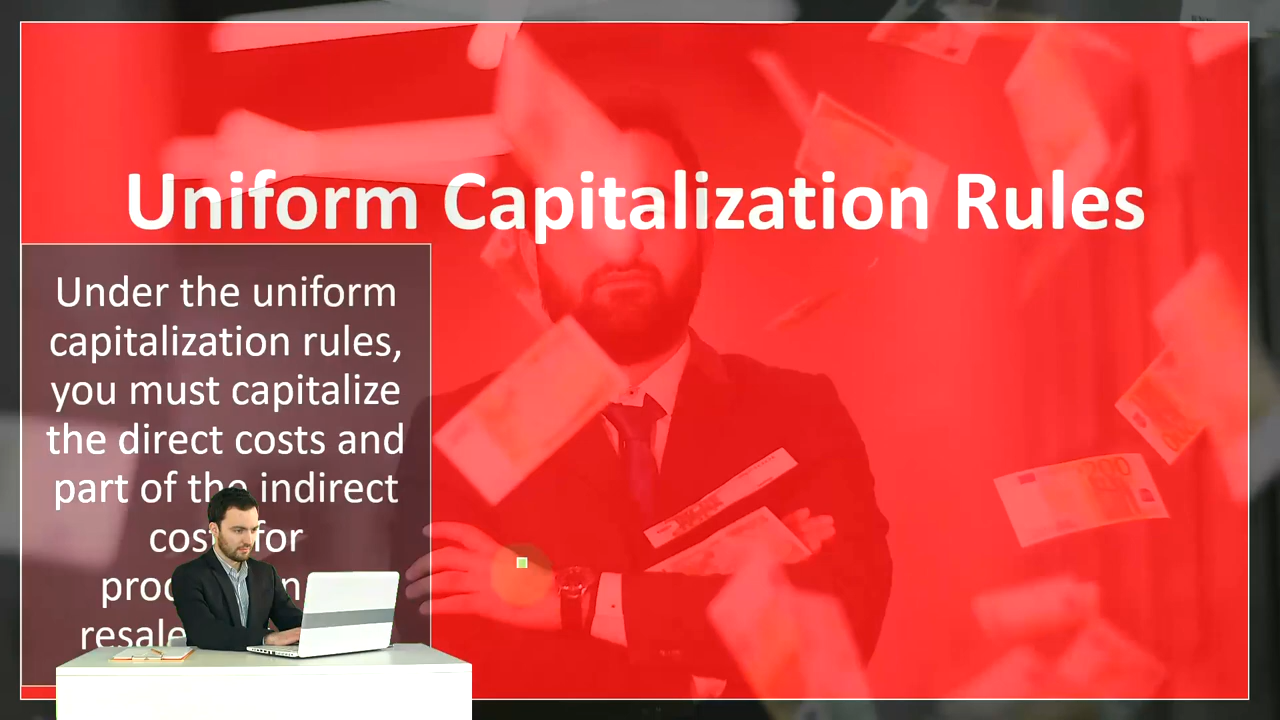 Uniform Capitalization Rules
Under the uniform
capitalization rules,
you must capitalize
the direct costs and
part of the indirect
for
resale
200